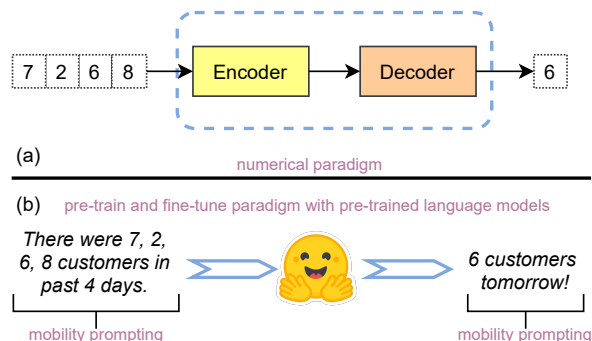 7 2 6 8
Encoder
Decoder
6
(a)
numerical paradigm
(b)
pre-train and fine-tune paradigm with pre-trained language models
There were 7, 2,
6, 8 customers in
past 4 days.
6 customers
tomorrow!
mobility prompting
mobility prompting